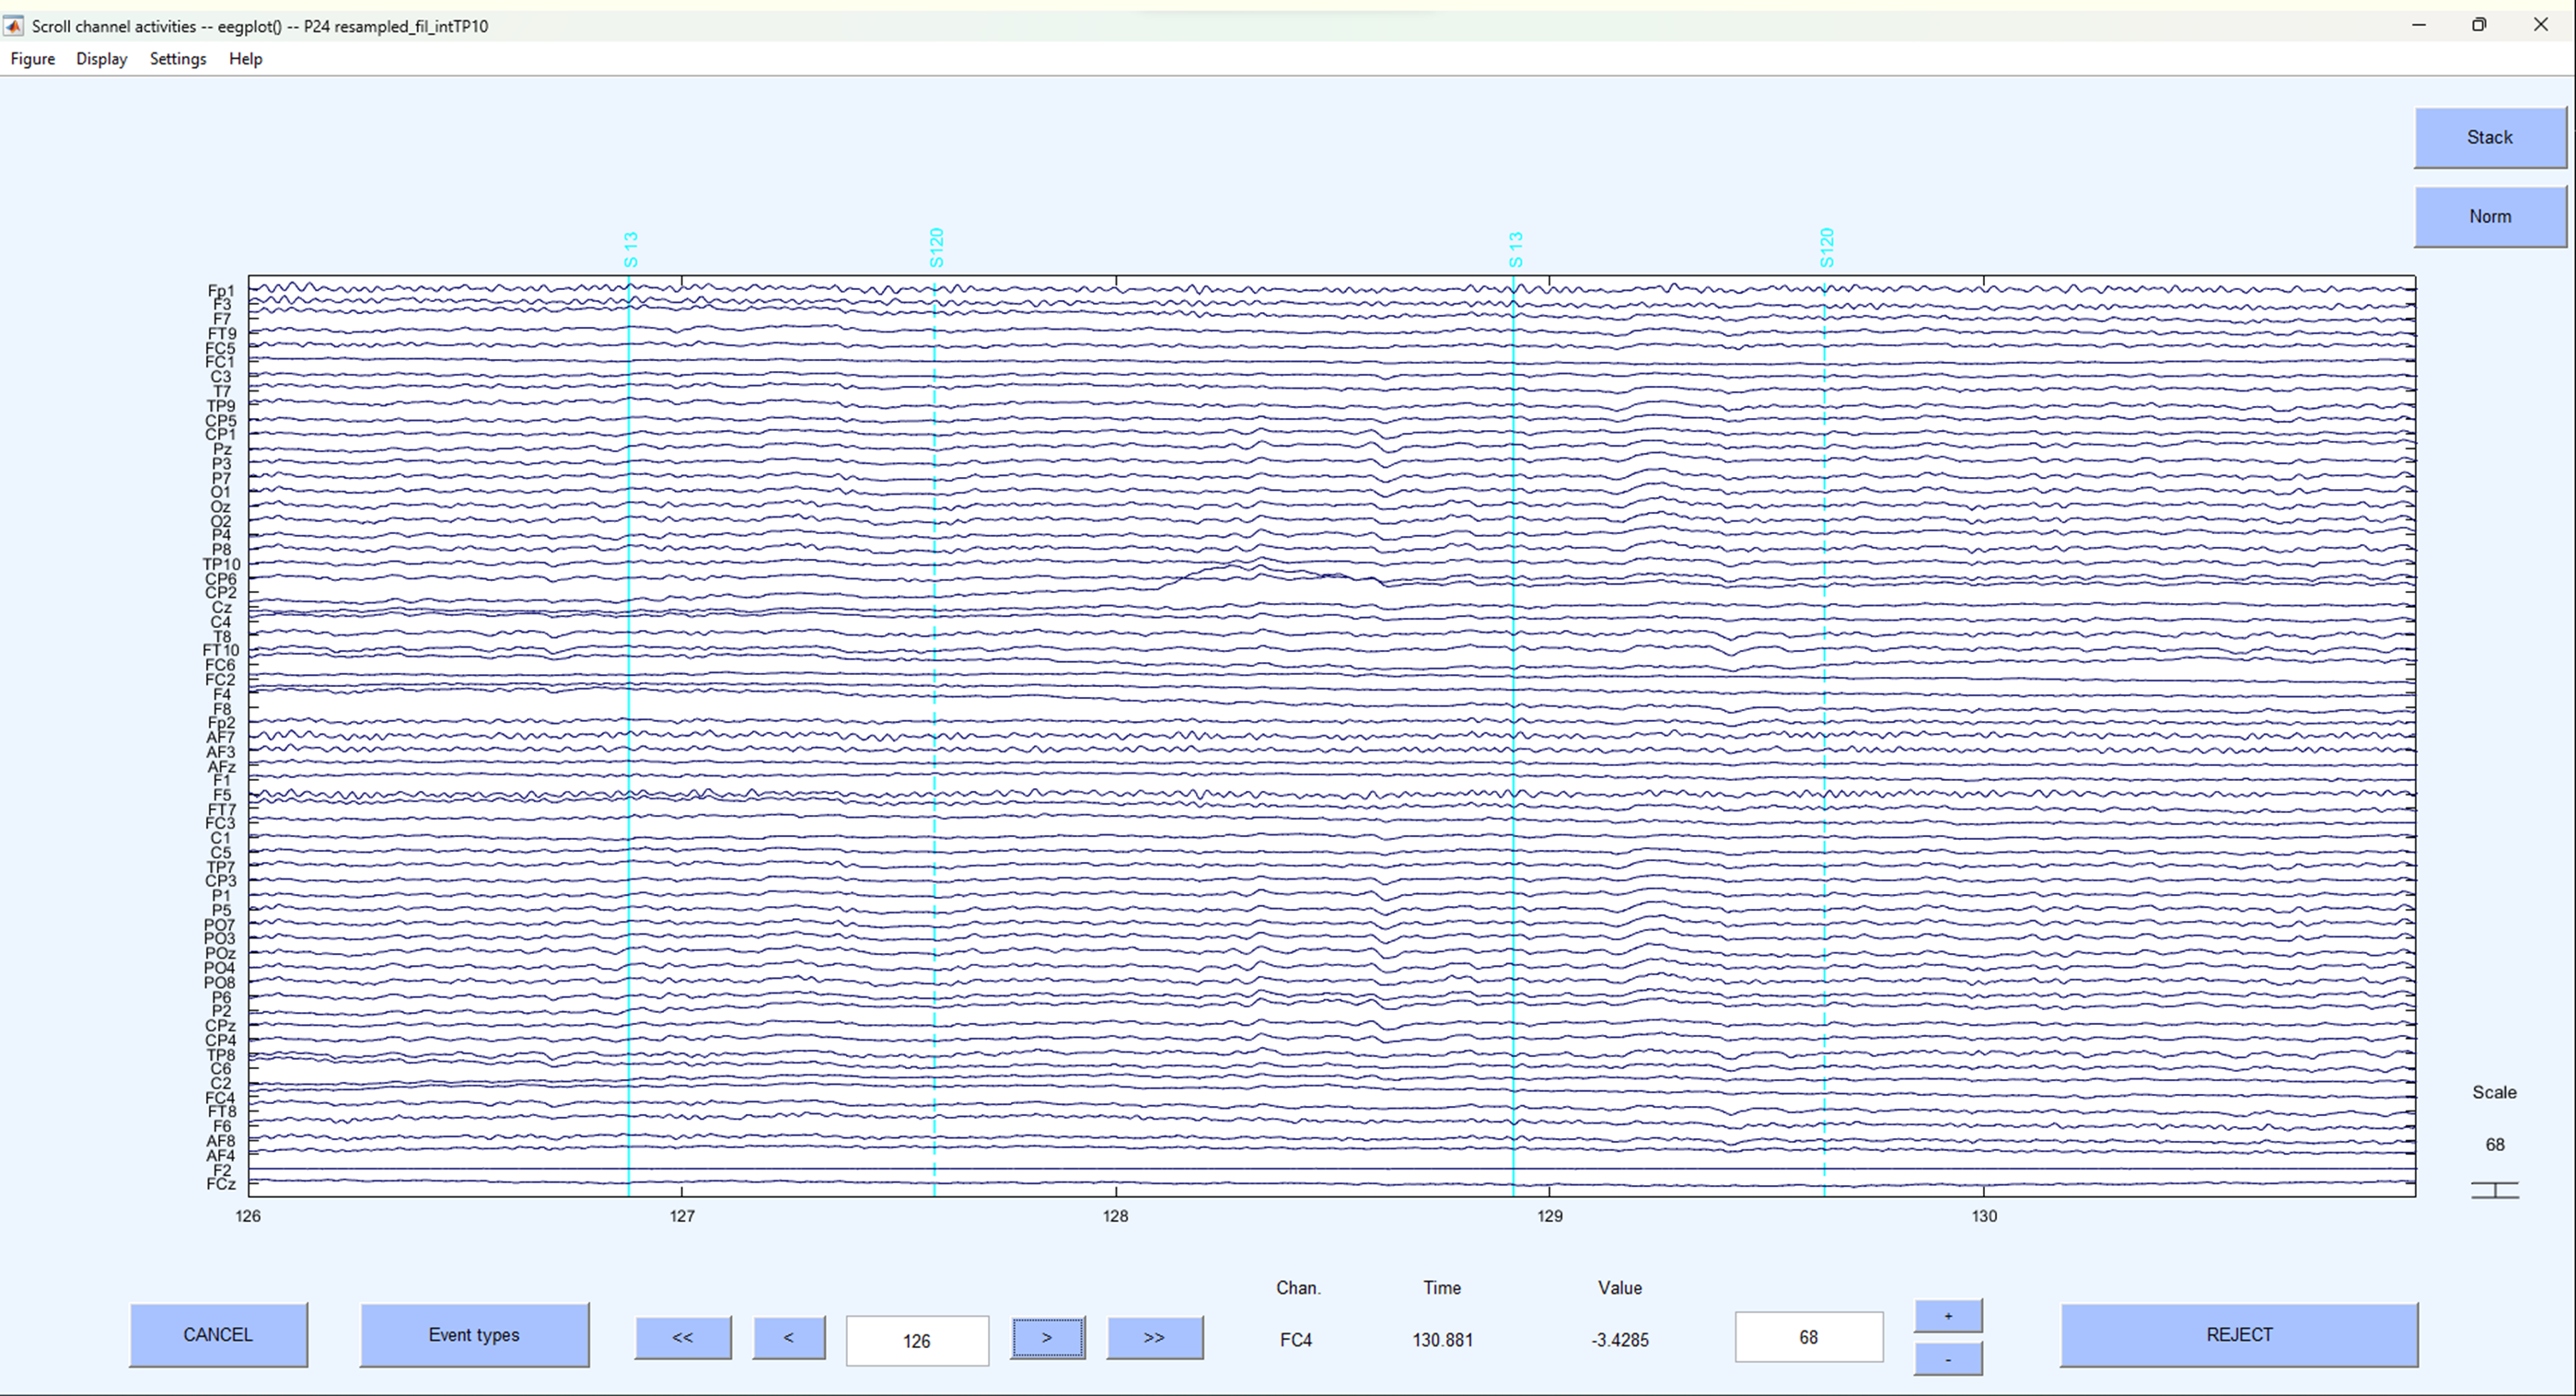 Scroll channel activities -- eegplot() -- P24 resampled_fil_intTP10
Figure Display Settings Help
Stack
Norm
S 13
S120
S 13
S120
Fp1
F3
F7
FT9
FC5
FC1
C3
T7
TP9
CP5
CP1
Pz
P3
P7
O1
Oz
O2
P4
P8
TP10
CP6
CP2
Cz
C4
T8
FT10
FC6
FC2
F4
F8
Fp2
AF7
AF3
AFz
F1
F5
FT7
FC3
C1
C5
TP7
CP3
P1
P5
PO7
PO3
POz
PO4
PO8
P6
P2
CPz
CP4
TP8
C6
C2
FC4
FT8
F6
AF8
AF4
F2
FCz
126 127 128 129 130
Scale
68
Chan. Time Value
CANCEL Event types << < 126 > >> FC4 130.881 -3.4285 68 + - REJECT